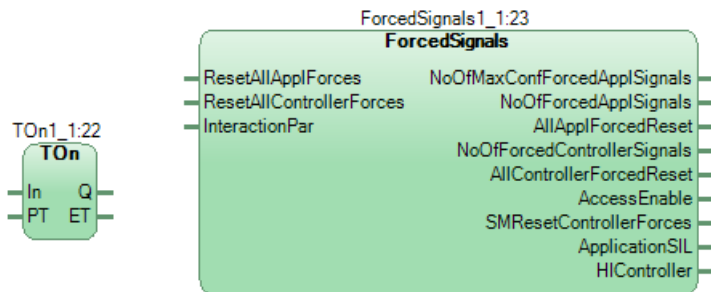 ForcedSignals1_1:23
ForcedSignals
ResetAllApplForces NoOfMaxConfForcedApplSignals
ResetAllControllerForces NoOfForcedApplSignals
InteractionPar AllApplForcedReset
NoOfForcedControllerSignals
AllControllerForcedReset
AccessEnable
SMResetControllerForces
ApplicationSIL
HIController
TOn1_1:22
TOn
In Q
PT ET